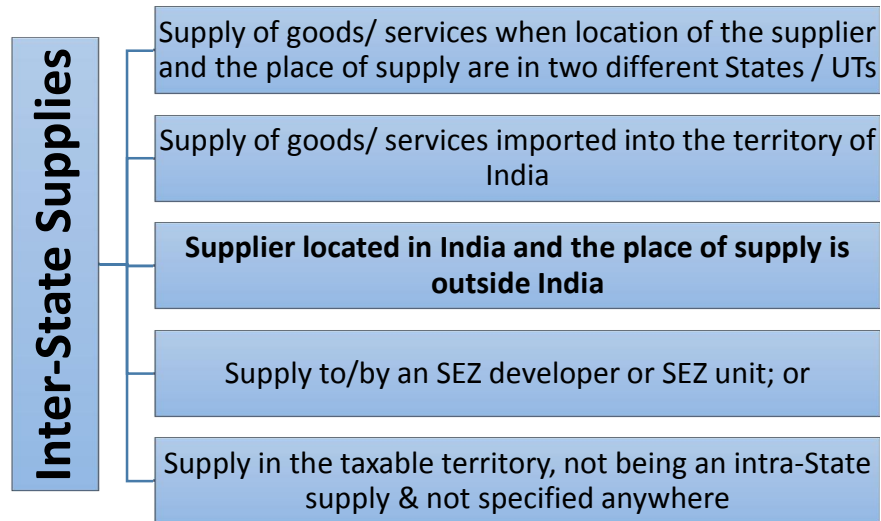 Inter-State Supplies
Supply of goods/ services when location of the supplier
and the place of supply are in two different States / UTs
Supply of goods/ services imported into the territory of
India
Supplier located in India and the place of supply is
outside India
Supply to/by an SEZ developer or SEZ unit; or
Supply in the taxable territory, not being an intra-State
supply & not specified anywhere